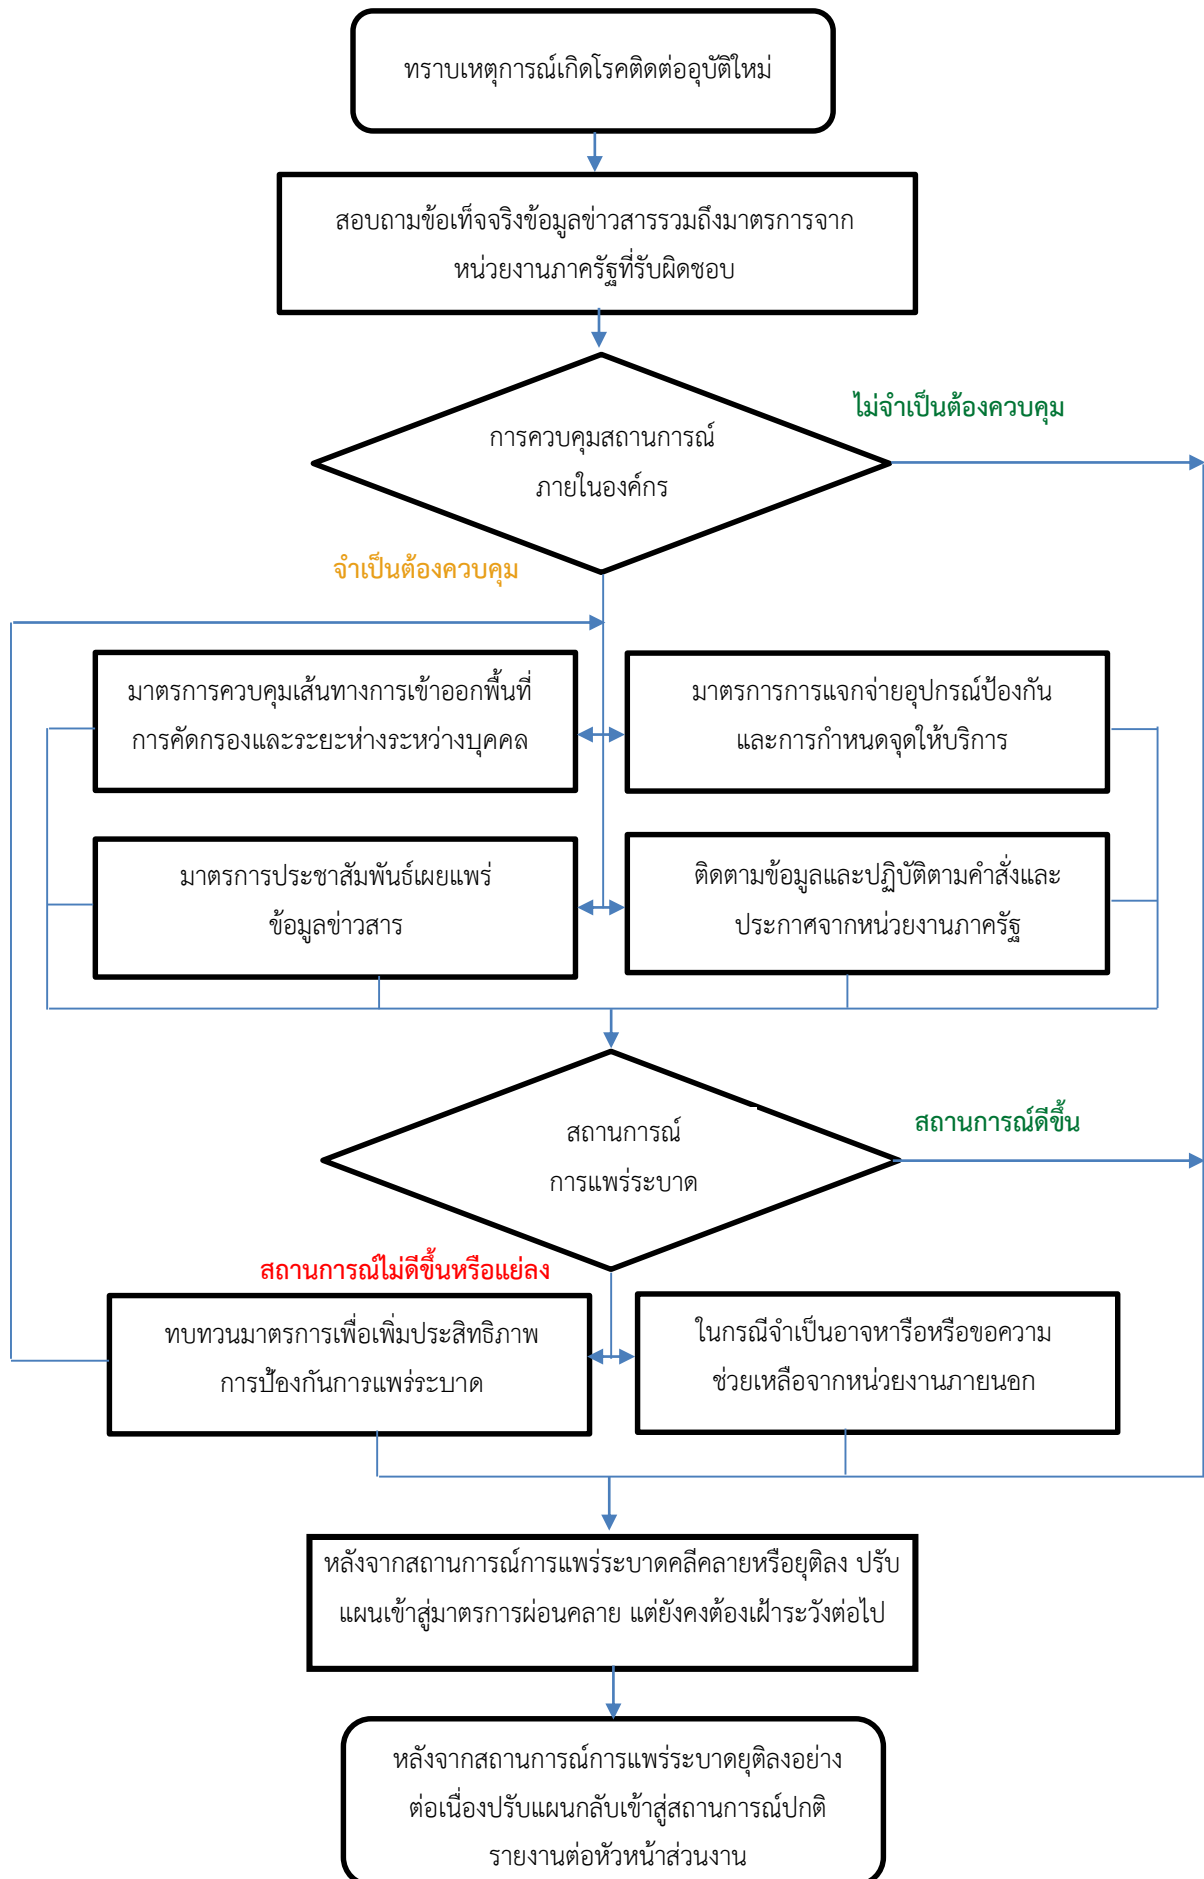 ทราบเหตุการณ์เกิดโรคติดต่ออุบัติใหม่
สอบถามข้อเท็จจริงข้อมูลข่าวสารรวมถึงมาตรการจาก
หน่วยงานภาครัฐที่รับผิดชอบ
ไม่จำเป็นต้องควบคุม
การควบคุมสถานการณ์
ภายในองค์กร
จำเป็นต้องควบคุม
มาตรการควบคุมเส้นทางการเข้าออกพื้นที่
การคัดกรองและระยะห่างระหว่างบุคคล
มาตรการการแจกจ่ายอุปกรณ์ป้องกัน
และการกำหนดจุดให้บริการ
มาตรการประชาสัมพันธ์เผยแพร่
ข้อมูลข่าวสาร
ติดตามข้อมูลและปฏิบัติตามคำสั่งและ
ประกาศจากหน่วยงานภาครัฐ
สถานการณ์ดีขึ้น
สถานการณ์
การแพร่ระบาด
สถานการณ์ไม่ดีขึ้นหรือแย่ลง
ทบทวนมาตรการเพื่อเพิ่มประสิทธิภาพ
การป้องกันการแพร่ระบาด
ในกรณีจำเป็นอาจหารือหรือขอความ
ช่วยเหลือจากหน่วยงานภายนอก
หลังจากสถานการณ์การแพร่ระบาดคลี่คลายหรือยุติลง ปรับ
แผนเข้าสู่มาตรการผ่อนคลาย แต่ยังคงต้องเฝ้าระวังต่อไป
หลังจากสถานการณ์การแพร่ระบาดยุติลงอย่าง
ต่อเนื่องปรับแผนกลับเข้าสู่สถานการณ์ปกติ
รายงานต่อหัวหน้าส่วนงาน